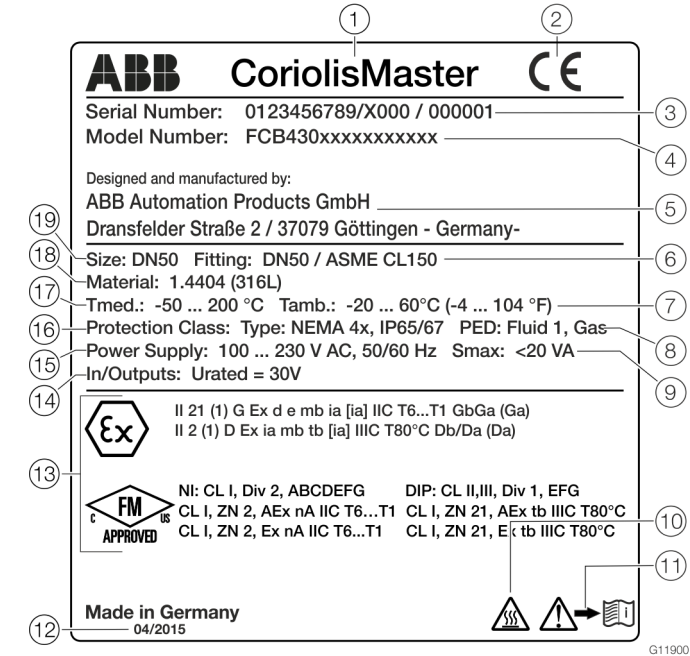 1
2
ABB CoriolisMaster CE
Serial Number: 0123456789/X000 / 000001
3
Model Number: FCB430xxxxxxxxxxx
4
Designed and manufactured by:
ABB Automation Products GmbH
5
Dransfelder Straße 2 / 37079 Göttingen - Germany-
19
Size: DN50 Fitting: DN50 / ASME CL150
6
18
Material: 1.4404 (316L)
17
Tmed.: -50 ... 200 °C Tamb.: -20 ... 60°C (-4 ... 104 °F)
7
16
Protection Class: Type: NEMA 4x, IP65/67 PED: Fluid 1, Gas
8
15
Power Supply: 100 ... 230 V AC, 50/60 Hz Smax: <20 VA
9
14
In/Outputs: Urated = 30V
Ex
II 21 (1) G Ex d e mb ia [ia] IIC T6...T1 GbGa (Ga)
II 2 (1) D Ex ia mb tb [ia] IIIC T80°C Db/Da (Da)
13
C FM US
APPROVED
NI: CL I, Div 2, ABCDEFG
CL I, ZN 2, AEx nA IIC T6...T1
CL I, ZN 2, Ex nA IIC T6...T1
DIP: CL II,III, Div 1, EFG
CL I, ZN 21, AEx tb IIIC T80°C
CL I, ZN 21, Ex tb IIIC T80°C
10
11
Made in Germany
12
04/2015
i
G11900